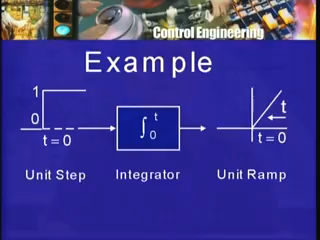 Control Engineering
Example
1
0
t = 0
∫ t 0
t
t = 0
Unit Step
Integrator
Unit Ramp